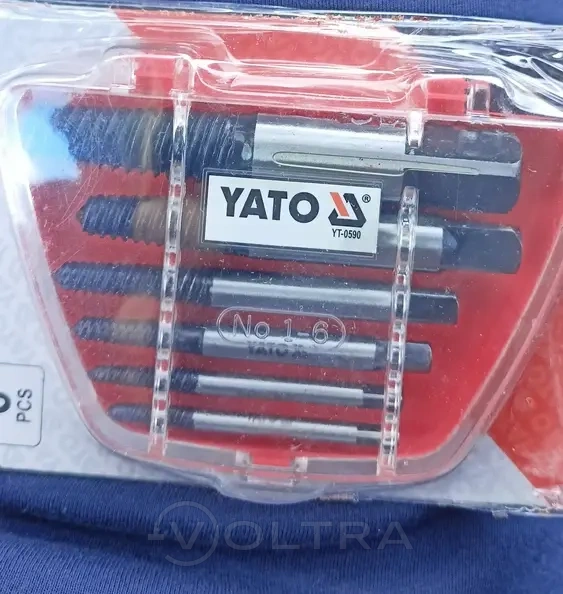 YATO
YT-0590
No 1-6
YATO
PCS
VOLTRA